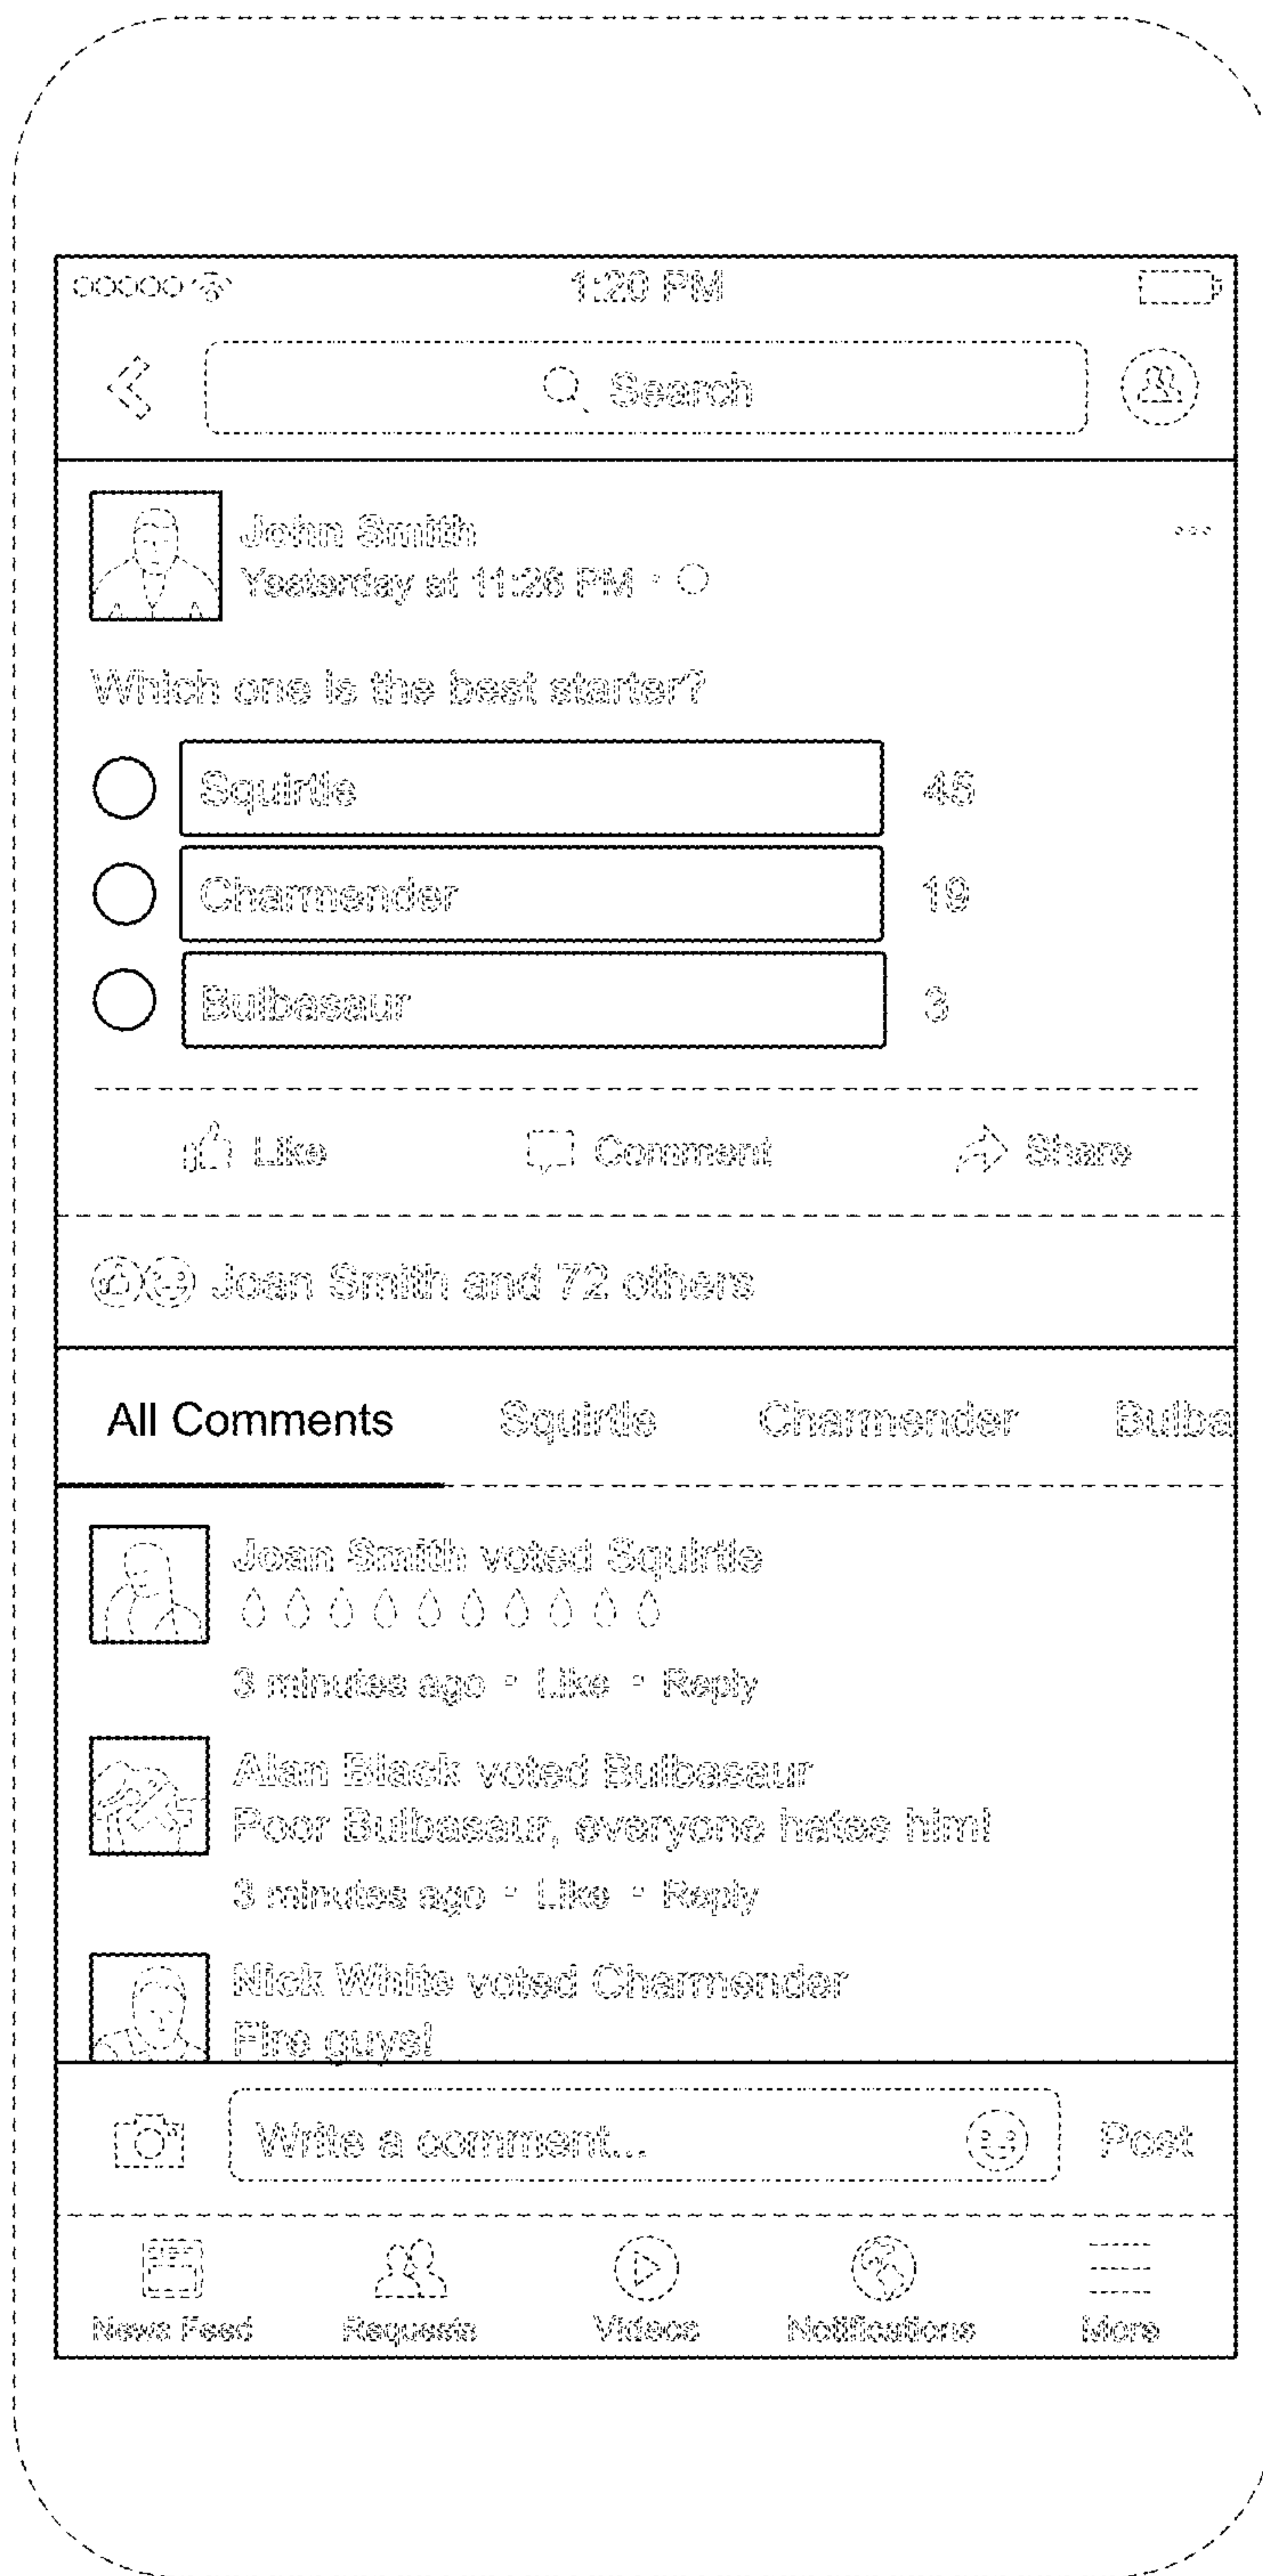 1:20 PM
Search
John Smith
Yesterday at 11:26 PM ·
Which one is the best starter?
Squirtle 45
Charmender 19
Bulbasaur 3
Like Comment Share
Joan Smith and 72 others
All Comments Squirtle Charmender Bulba
Joan Smith voted Squirtle
3 minutes ago · Like · Reply
Alan Black voted Bulbasaur
Poor Bulbasaur, everyone hates him!
3 minutes ago · Like · Reply
Nick White voted Charmender
Fire guys!
Write a comment... Post
News Feed Requests Videos Notifications More